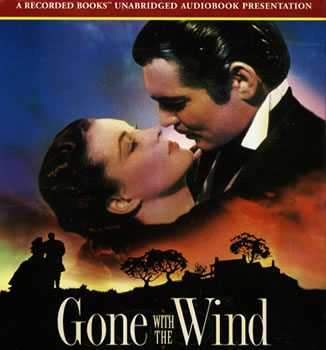 A RECORDED BOOKS™ UNABRIDGED AUDIOBOOK PRESENTATION
Gone WITH THE Wind